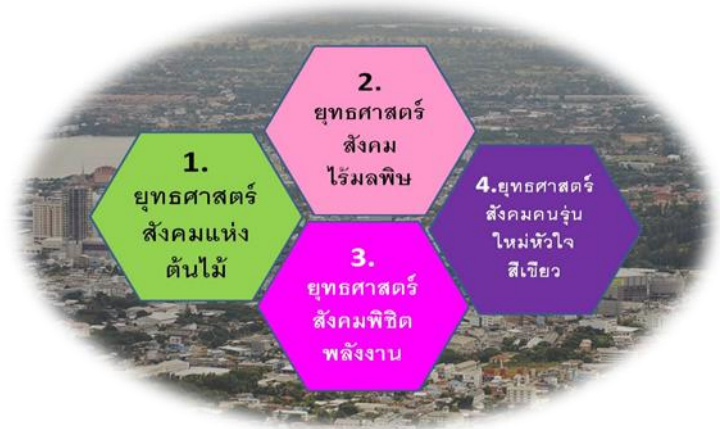 1.
ยุทธศาสตร์
สังคมแห่ง
ต้นไม้
2.
ยุทธศาสตร์
สังคม
ไร้มลพิษ
3.
ยุทธศาสตร์
สังคมพิชิต
พลังงาน
4.ยุทธศาสตร์
สังคมคนรุ่น
ใหม่หัวใจ
สีเขียว